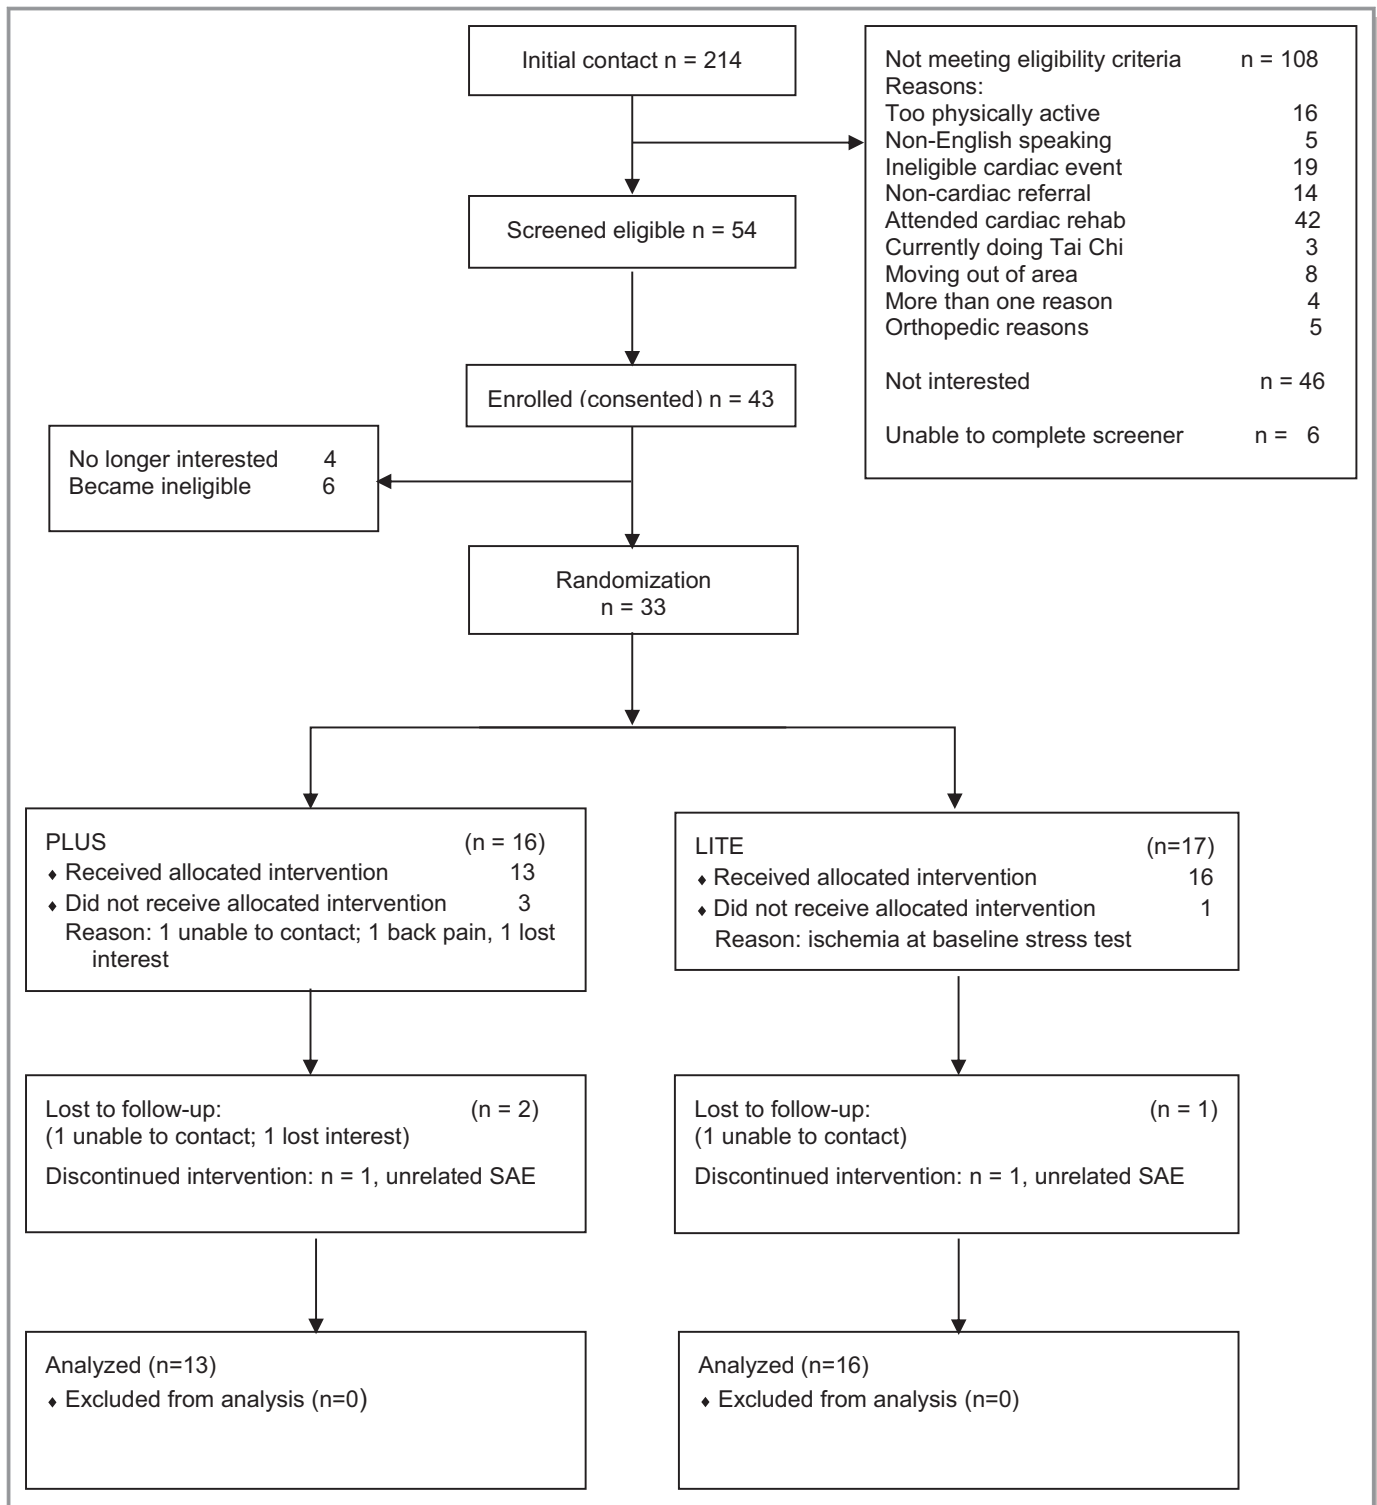 Initial contact n = 214
Not meeting eligibility criteria n = 108
Reasons:
Too physically active 16
Non-English speaking 5
Ineligible cardiac event 19
Non-cardiac referral 14
Attended cardiac rehab 42
Currently doing Tai Chi 3
Moving out of area 8
More than one reason 4
Orthopedic reasons 5
Not interested n = 46
Unable to complete screener n = 6
Screened eligible n = 54
Enrolled (consented) n = 43
No longer interested 4
Became ineligible 6
Randomization
n = 33
PLUS (n = 16)
♦ Received allocated intervention 13
♦ Did not receive allocated intervention 3
Reason: 1 unable to contact; 1 back pain, 1 lost
interest
LITE (n=17)
♦ Received allocated intervention 16
♦ Did not receive allocated intervention 1
Reason: ischemia at baseline stress test
Lost to follow-up: (n = 2)
(1 unable to contact; 1 lost interest)
Discontinued intervention: n = 1, unrelated SAE
Lost to follow-up: (n = 1)
(1 unable to contact)
Discontinued intervention: n = 1, unrelated SAE
Analyzed (n=13)
♦ Excluded from analysis (n=0)
Analyzed (n=16)
♦ Excluded from analysis (n=0)